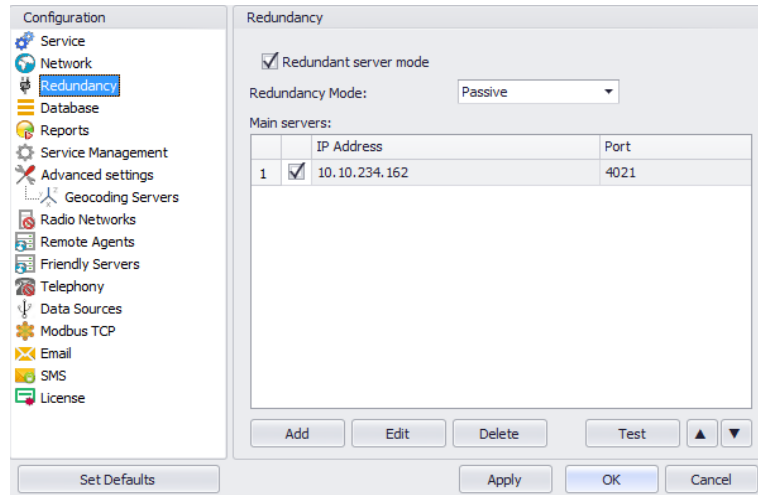 Configuration
Service
Network
Redundancy
Database
Reports
Service Management
Advanced settings
Geocoding Servers
Radio Networks
Remote Agents
Friendly Servers
Telephony
Data Sources
Modbus TCP
Email
SMS
License
Set Defaults
Redundancy
Redundant server mode
Redundancy Mode: Passive
Main servers:
IP Address Port
1 10.10.234.162 4021
Add Edit Delete Test
Apply OK Cancel